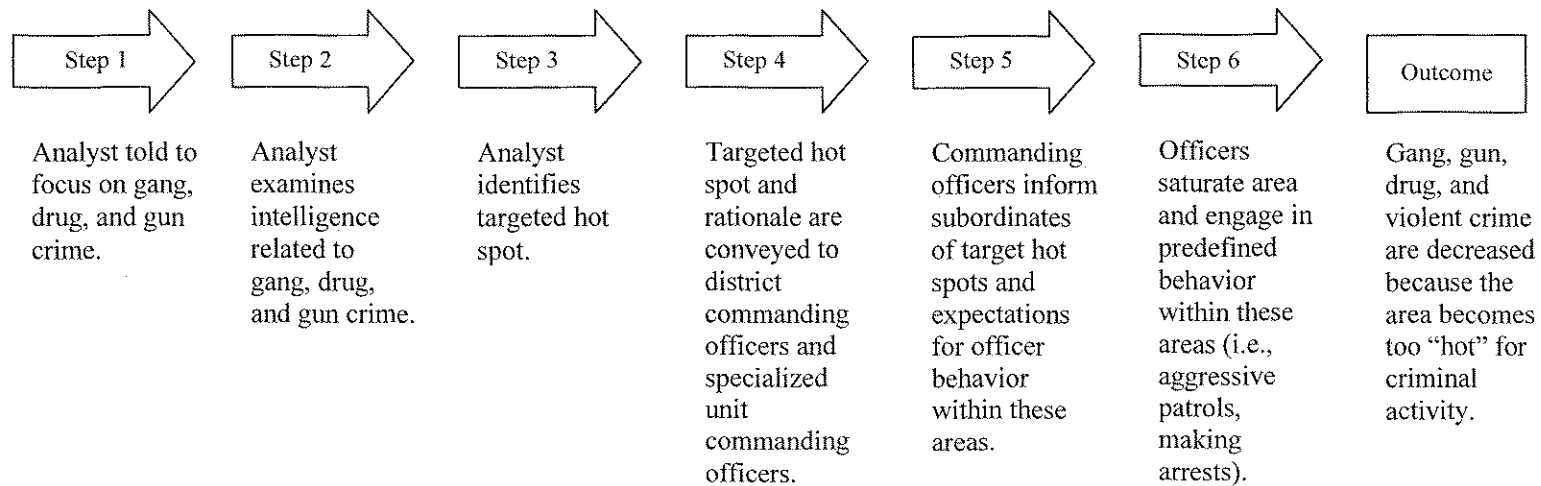 Step 1
Step 2
Step 3
Step 4
Step 5
Step 6
Outcome
Analyst told to
focus on gang,
drug, and gun
crime.
Analyst
examines
intelligence
related to
gang, drug,
and gun crime.
Analyst
identifies
targeted hot
spot.
Targeted hot
spot and
rationale are
conveyed to
district
commanding
officers and
specialized
unit
commanding
officers.
Commanding
officers inform
subordinates
of target hot
spots and
expectations
for officer
behavior
within these
areas.
Officers
saturate area
and engage in
predefined
behavior
within these
areas (i.e.,
aggressive
patrols,
making
arrests).
Gang, gun,
drug, and
violent crime
are decreased
because the
area becomes
too “hot” for
criminal
activity.